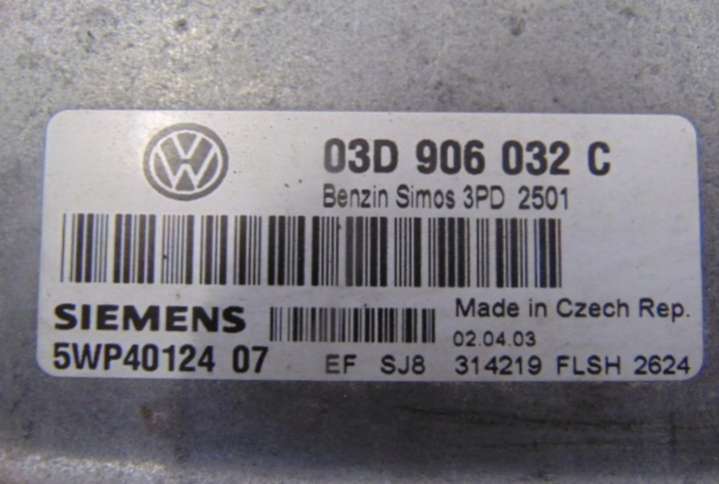 03D 906 032 C
Benzin Simos 3PD 2501
SIEMENS
Made in Czech Rep.
02.04.03
5WP40124 07 EF SJ8 314219 FLSH 2624